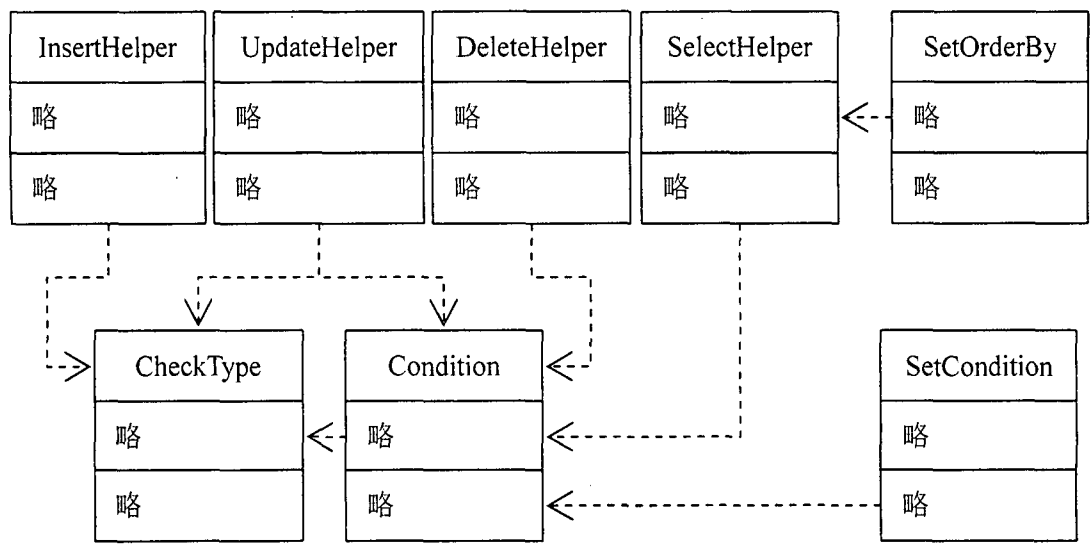 InsertHelper
UpdateHelper
DeleteHelper
SelectHelper
SetOrderBy
略
略
略
略
略
略
略
略
略
略
CheckType
Condition
SetCondition
略
略
略
略
略
略